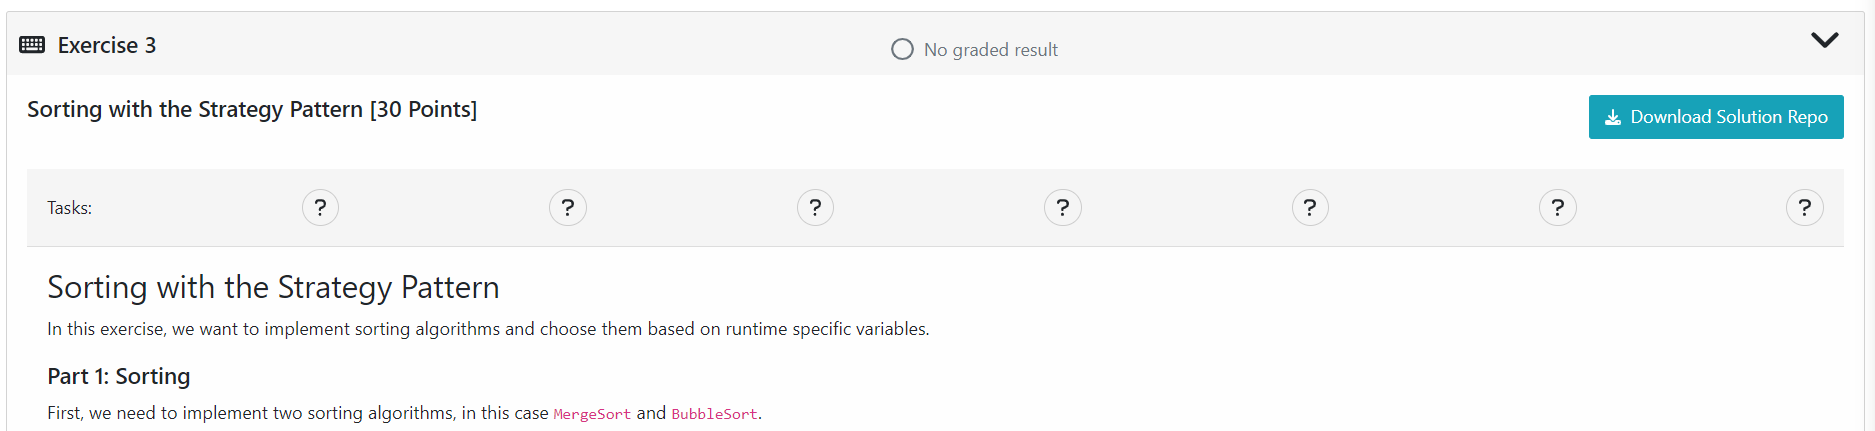 Exercise 3
No graded result
Sorting with the Strategy Pattern [30 Points]
Download Solution Repo
Tasks: ? ? ? ? ? ? ?
Sorting with the Strategy Pattern
In this exercise, we want to implement sorting algorithms and choose them based on runtime specific variables.
Part 1: Sorting
First, we need to implement two sorting algorithms, in this case MergeSort and BubbleSort.